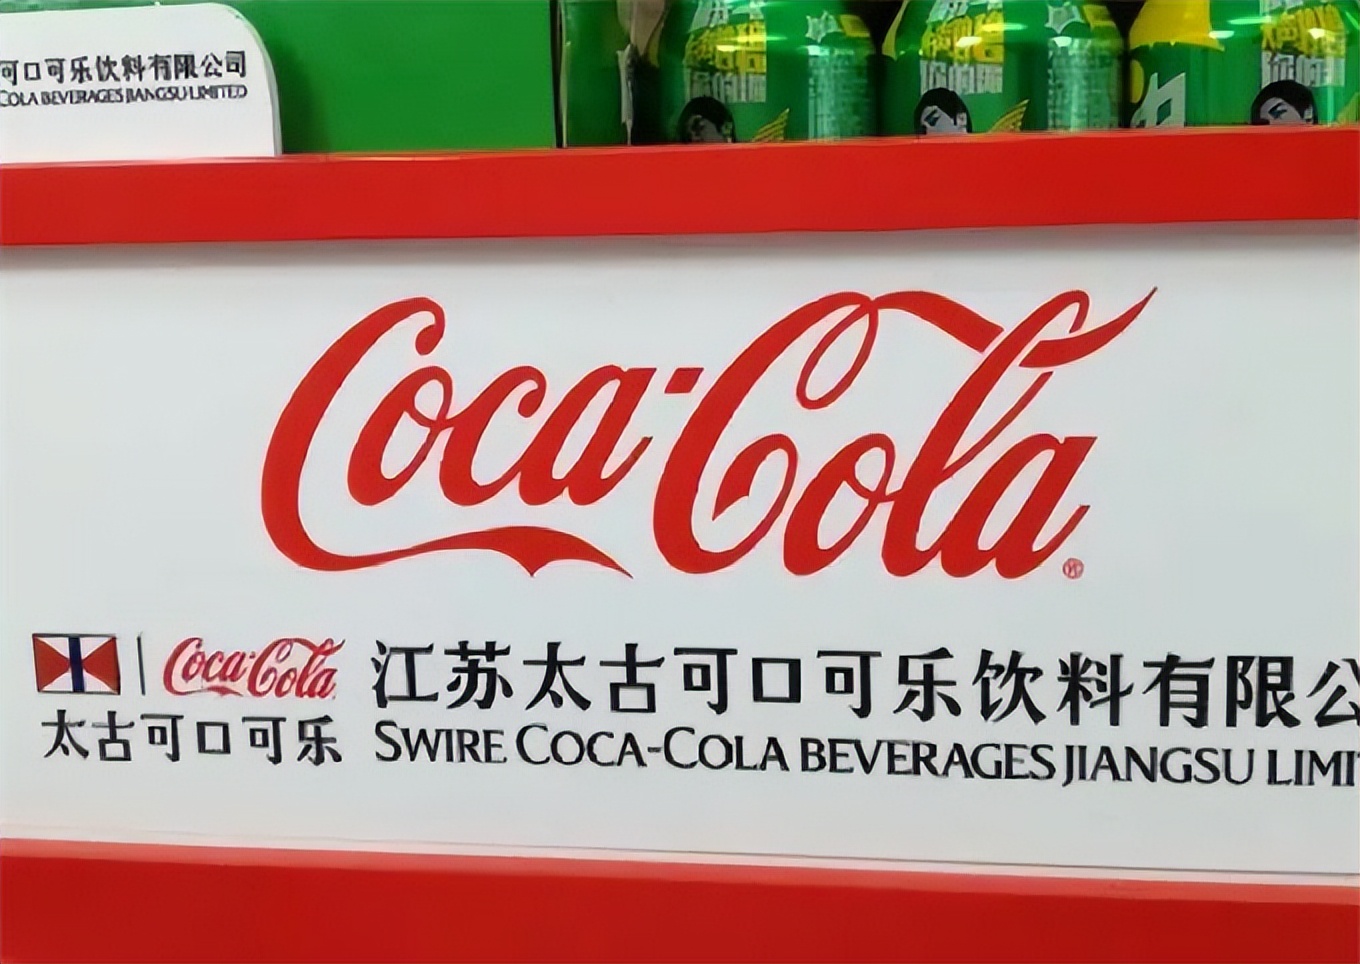 可口可乐饮料有限公司
COLA BEVERAGES JIANGSU LIMITED
Coca-Cola
®
Coca-Cola
太古可口可乐
江苏太古可口可乐饮料有限公
SWIRE COCA-COLA BEVERAGES JIANGSU LIMI